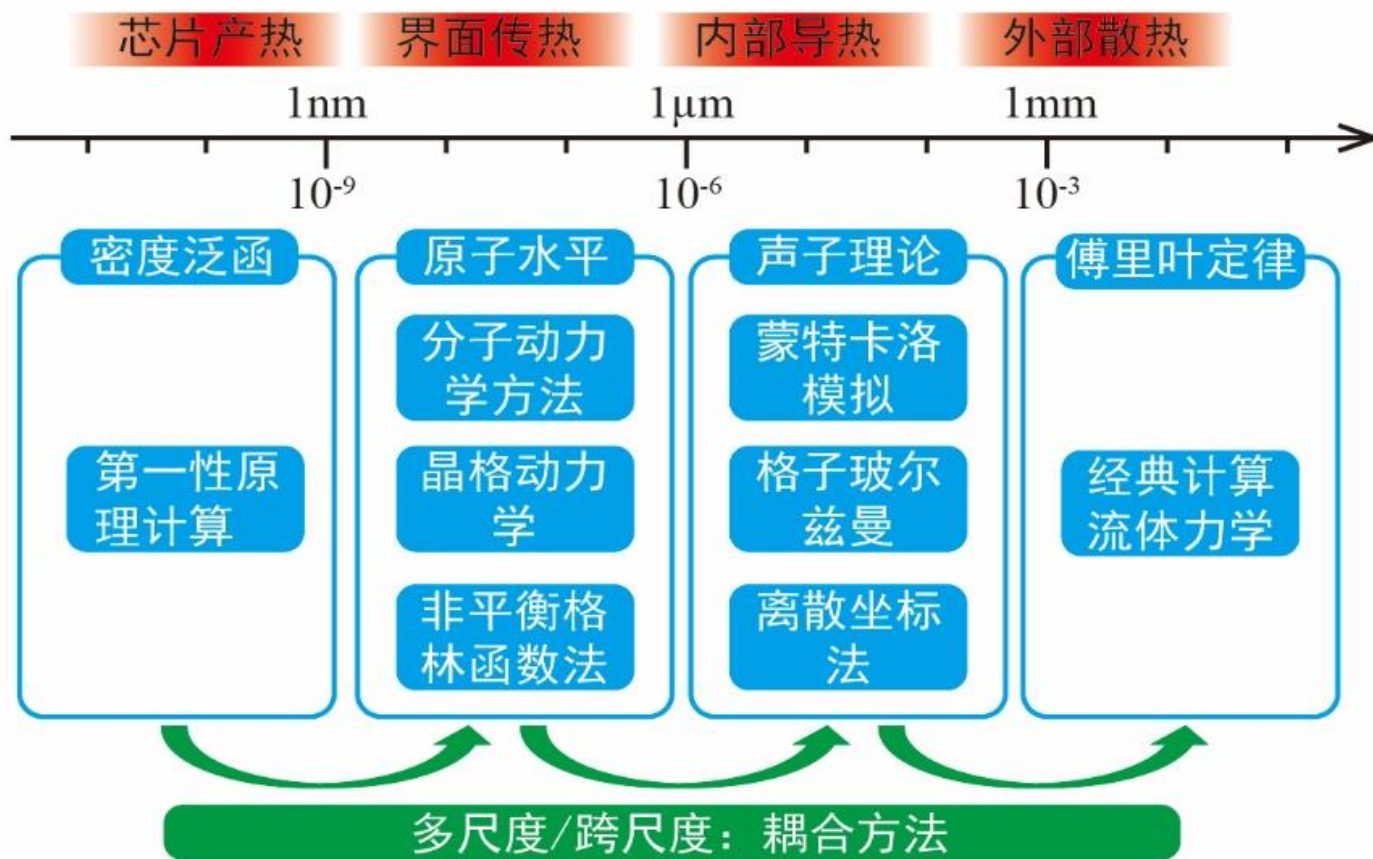 芯片产热 界面传热 内部导热 外部散热
1nm 1μm 1mm
10⁻⁹ 10⁻⁶ 10⁻³
密度泛函 原子水平 声子理论 傅里叶定律
第一性原
理计算
分子动力
学方法
晶格动力
学
非平衡格
林函数法
蒙特卡洛
模拟
格子玻尔
兹曼
离散坐标
法
经典计算
流体力学
多尺度/跨尺度：耦合方法